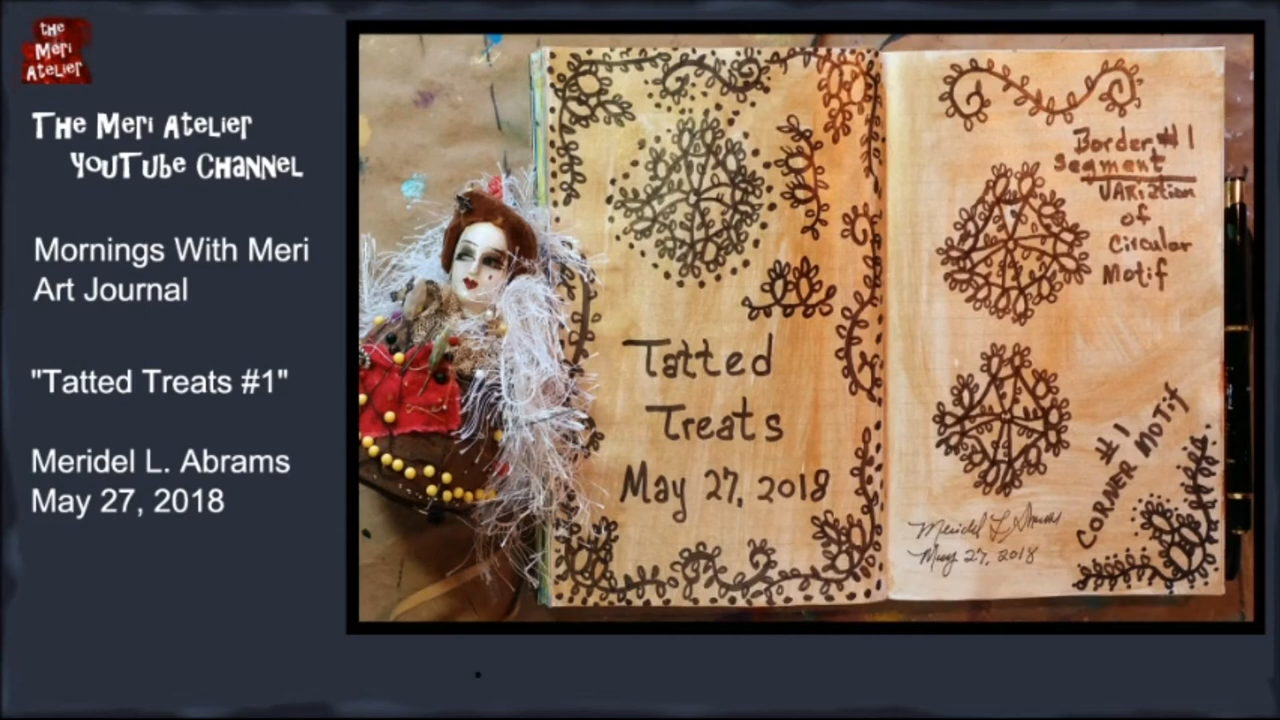 the
Meri
Atelier
The Meri Atelier
YouTube Channel
Mornings With Meri
Art Journal
"Tatted Treats #1"
Meridel L. Abrams
May 27, 2018
Tatted
Treats
May 27, 2018
Border #1
Segment
VARiation
of
Circular
Motif
#1
CORNER MOTIF
Meridel L Abrams
May 27, 2018